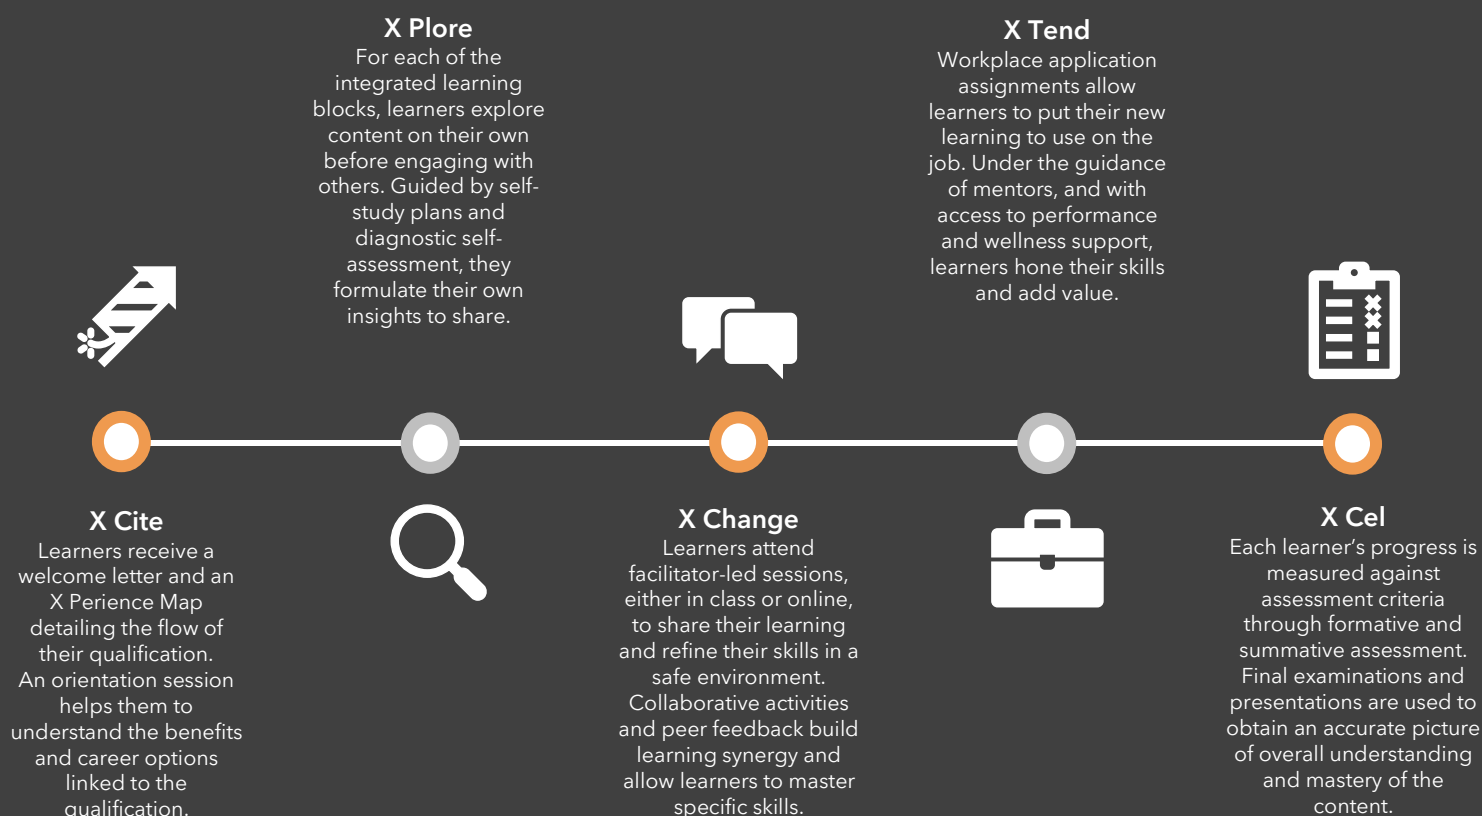 X Cite
Learners receive a
welcome letter and an
X Perience Map
detailing the flow of
their qualification.
An orientation session
helps them to
understand the benefits
and career options
linked to the
qualification.
X Plore
For each of the
integrated learning
blocks, learners explore
content on their own
before engaging with
others. Guided by self-
study plans and
diagnostic self-
assessment, they
formulate their own
insights to share.
X Change
Learners attend
facilitator-led sessions,
either in class or online,
to share their learning
and refine their skills in a
safe environment.
Collaborative activities
and peer feedback build
learning synergy and
allow learners to master
specific skills.
X Tend
Workplace application
assignments allow
learners to put their new
learning to use on the
job. Under the guidance
of mentors, and with
access to performance
and wellness support,
learners hone their skills
and add value.
X Cel
Each learner’s progress is
measured against
assessment criteria
through formative and
summative assessment.
Final examinations and
presentations are used to
obtain an accurate picture
of overall understanding
and mastery of the
content.